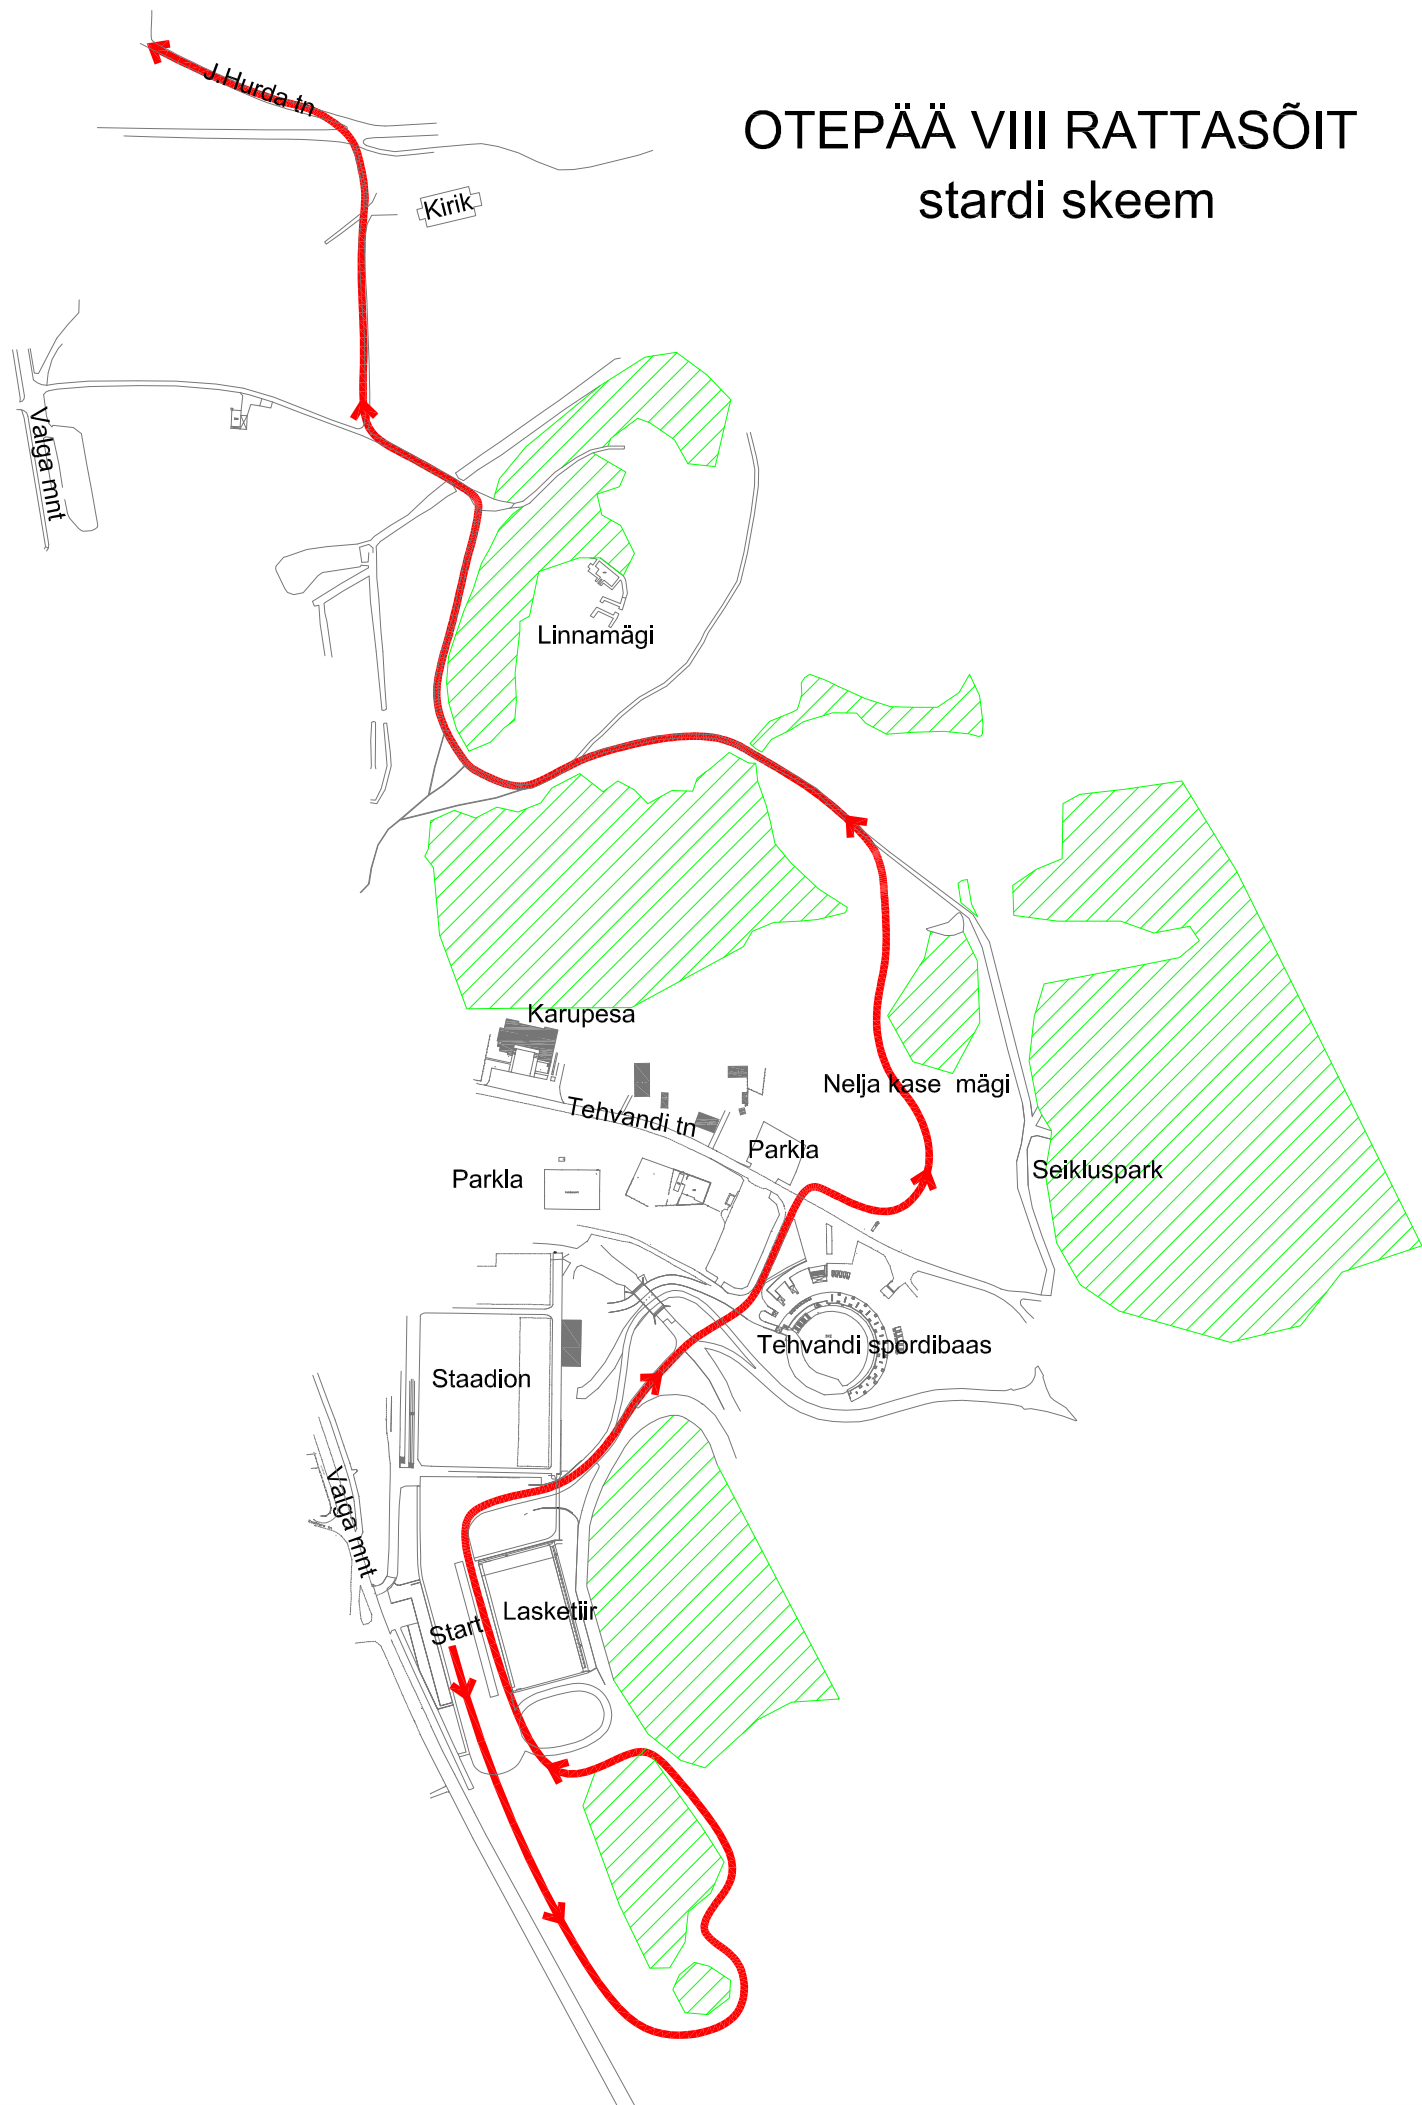 J.Hurda tn
OTEPÄÄ VIII RATTASÕIT
stardi skeem
Kirik
Valga mnt
Linnamägi
Karupesa
Nelja kase mägi
Tehvandi tn
Parkla
Parkla
Seikluspark
Tehvandi spordibaas
Staadion
Valga mnt
Lasketiir
Start